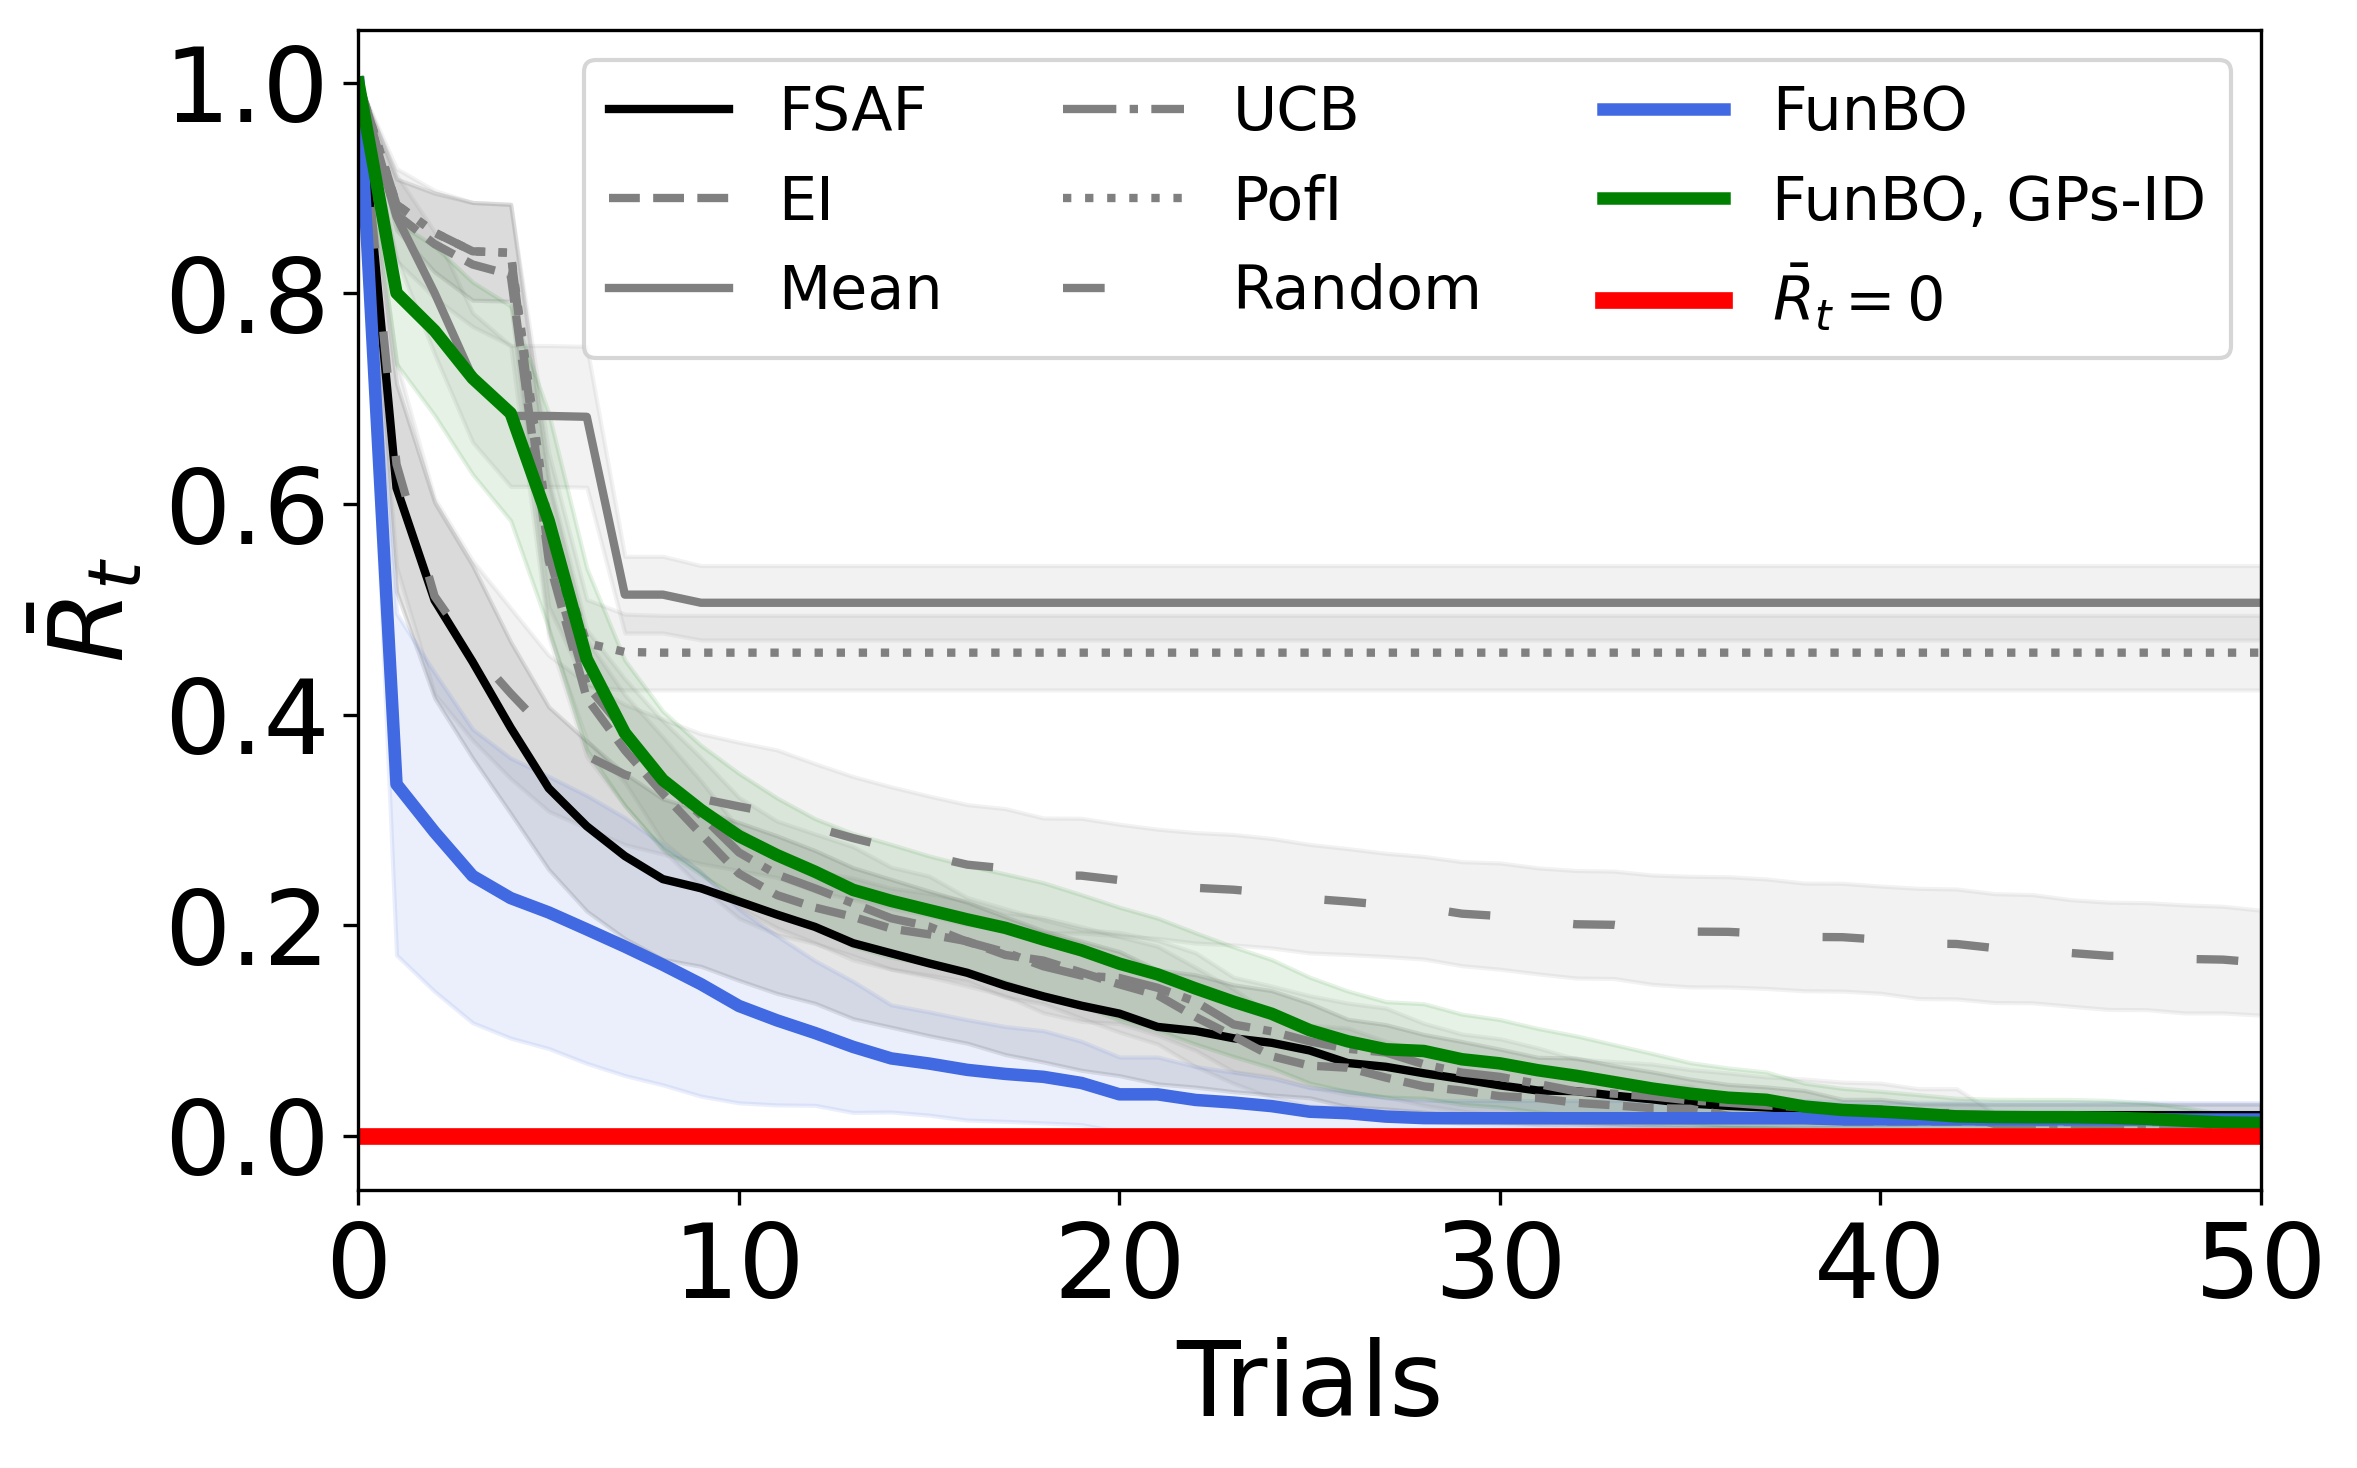 1.0
0.8
0.6
0.4
0.2
0.0
R̄ₜ
FSAF
EI
Mean
UCB
PofI
Random
FunBO
FunBO, GPs-ID
R̄ₜ = 0
0 10 20 30 40 50
Trials